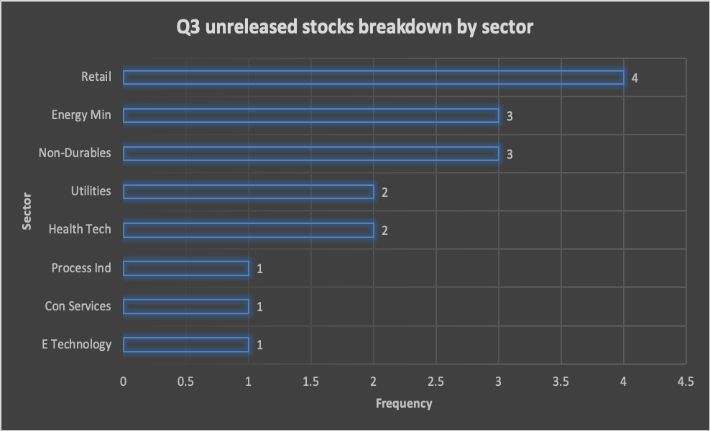 Q3 unreleased stocks breakdown by sector
Retail 4
Energy Min 3
Non-Durables 3
Utilities 2
Health Tech 2
Process Ind 1
Con Services 1
E Technology 1
Sector
0 0.5 1 1.5 2 2.5 3 3.5 4 4.5
Frequency